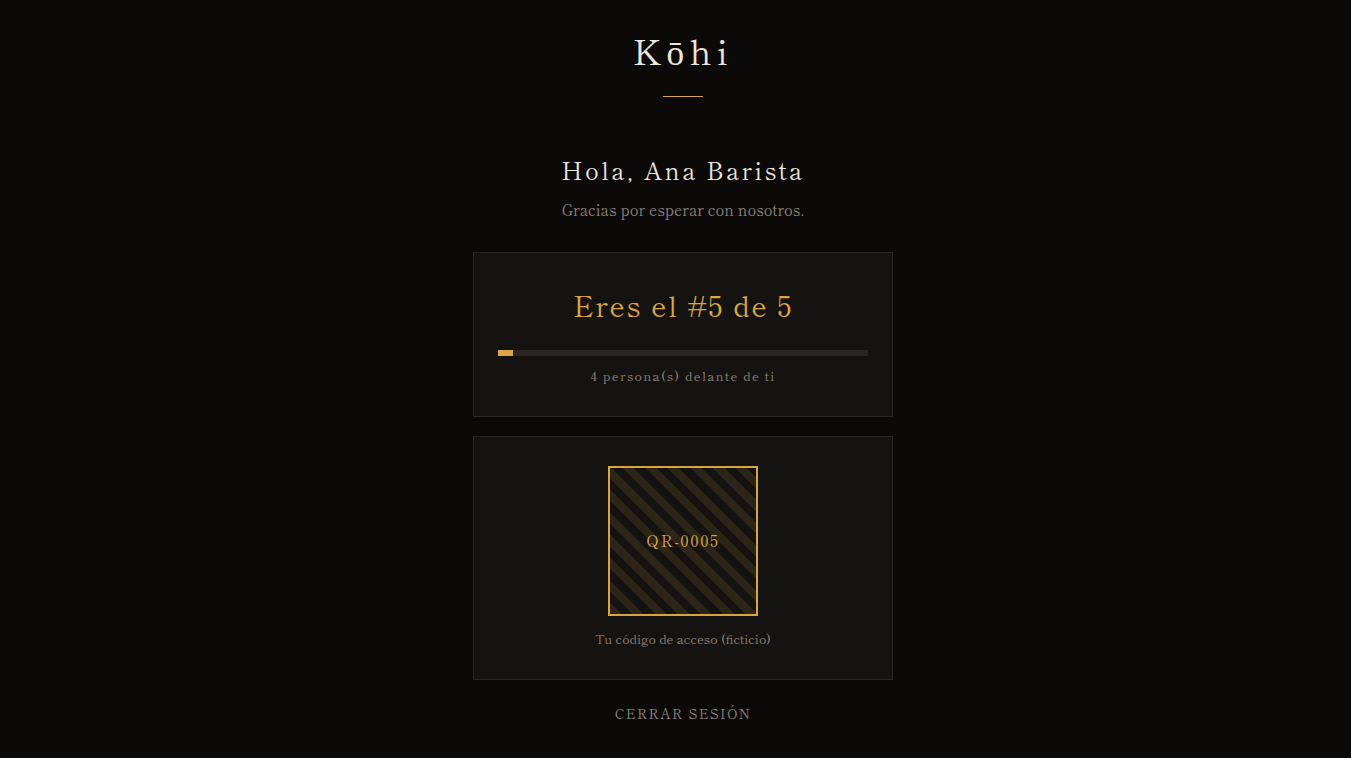 Kōhi
Hola, Ana Barista
Gracias por esperar con nosotros.
Eres el #5 de 5
4 persona(s) delante de ti
QR-0005
Tu código de acceso (ficticio)
CERRAR SESIÓN